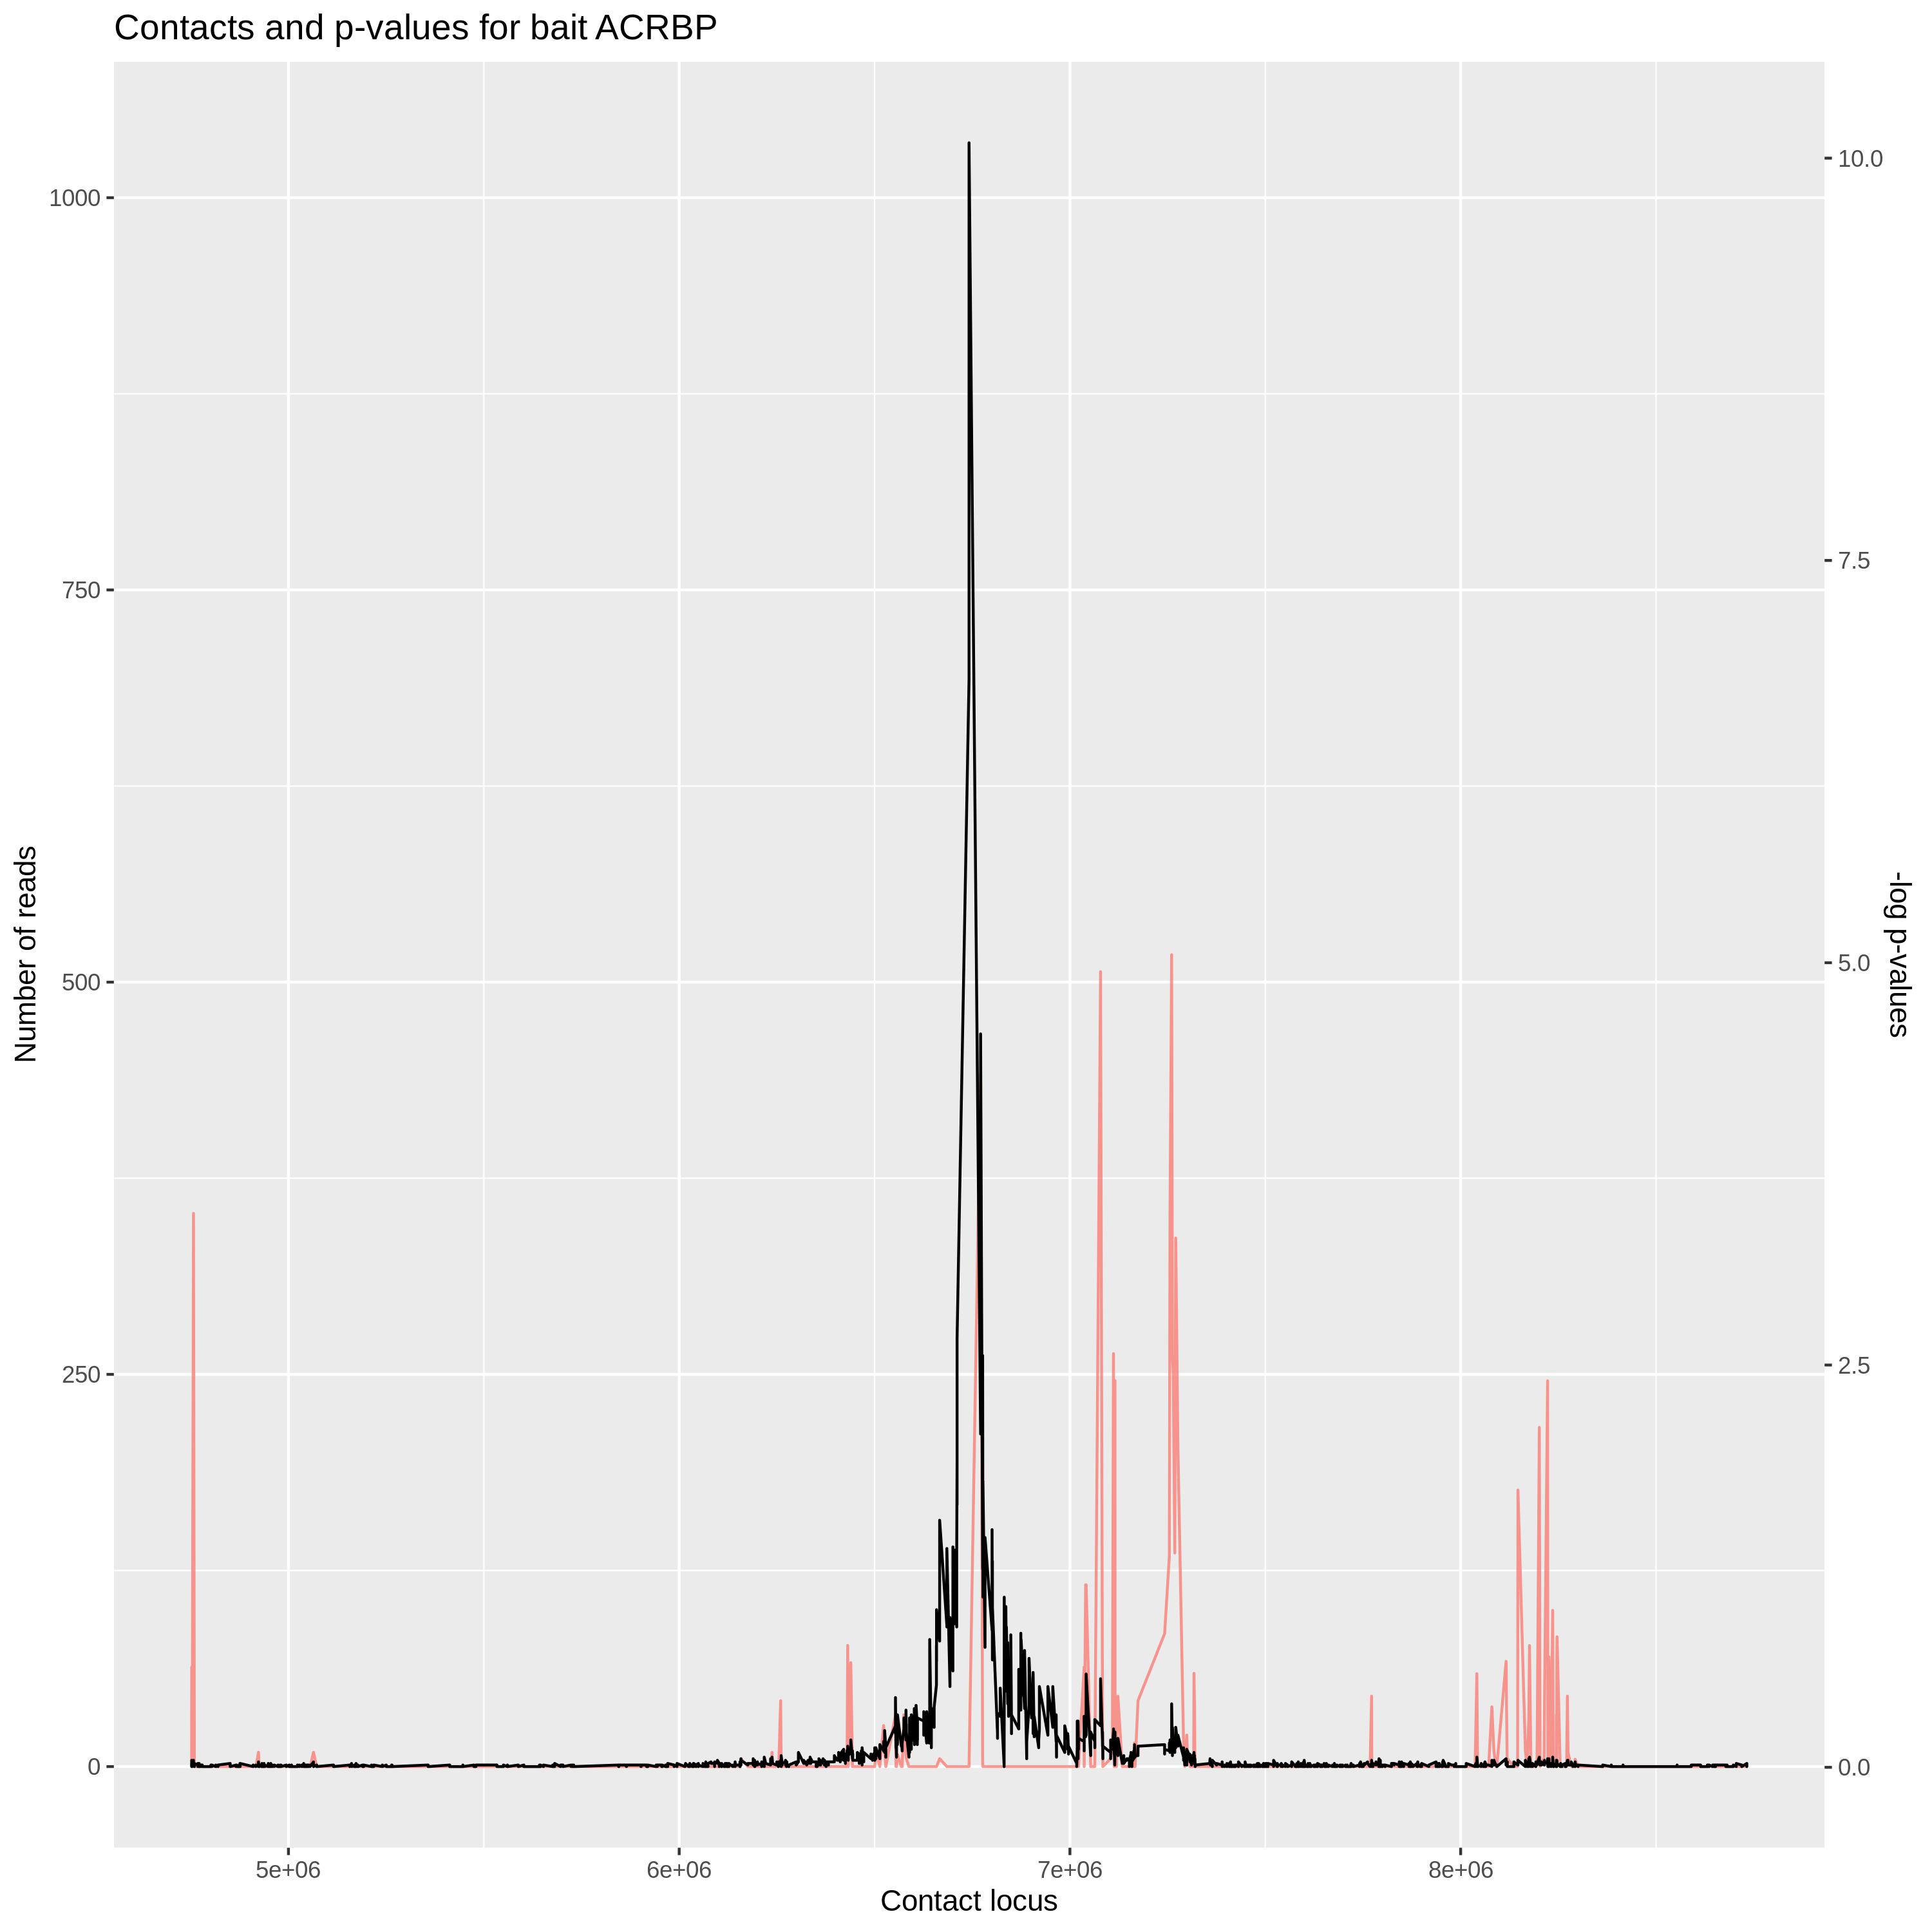 Contacts and p-values for bait ACRBP
1000
750
500
250
0
Number of reads
10.0
7.5
5.0
2.5
0.0
-log p-values
5e+06
6e+06
7e+06
8e+06
Contact locus